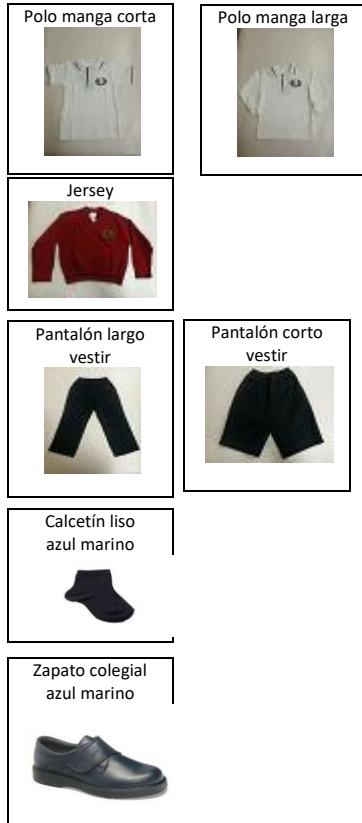 Polo manga corta
Polo manga larga
Jersey
Pantalón largo
vestir
Pantalón corto
vestir
Calcetín liso
azul marino
Zapato colegial
azul marino